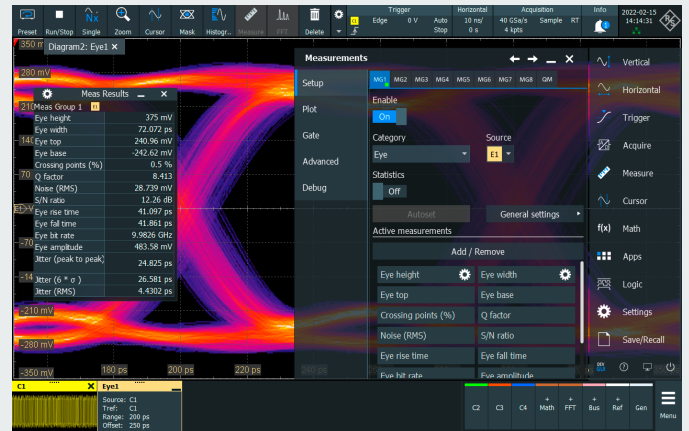 Trigger
Horizontal
Acquisition
Info
2022-02-15
14:14:31
Edge
0 V
Auto
Stop
10 ns/
0 s
40 GSa/s
Sample
RT
4 kpts
Preset
Run/Stop
Single
Zoom
Cursor
Mask
Histogr..
Measure
FFT
Delete
350 m
Diagram2: Eye1 ×
280 mV
Meas Results
210
Meas Group 1 E1
Eye height 375 mV
Eye width 72.072 ps
140
Eye top 240.96 mV
Eye base -242.62 mV
Crossing points (%) 0.5 %
70
Q factor 8.413
Noise (RMS) 28.739 mV
S/N ratio 12.26 dB
Eye rise time 41.097 ps
Eye fall time 41.861 ps
Eye bit rate 9.9826 GHz
-70
Eye amplitude 483.58 mV
Jitter (peak to peak) 24.825 ps
-14
Jitter (6 * σ ) 26.581 ps
Jitter (RMS) 4.4302 ps
-210 mV
-280 mV
-350 mV
180 ps
200 ps
220 ps
Measurements
Setup
Plot
Gate
Advanced
Debug
MG1 MG2 MG3 MG4 MG5 MG6 MG7 MG8 QM
Enable
On
Category
Source
Eye
E1
Statistics
Off
Autoset
General settings
Active measurements
Add / Remove
Eye height
Eye width
Eye top
Eye base
Crossing points (%)
Q factor
Noise (RMS)
S/N ratio
Eye rise time
Eye fall time
Eye bit rate
Eye amplitude
Vertical
Horizontal
Trigger
Acquire
Measure
Cursor
f(x) Math
Apps
Logic
Settings
Save/Recall
C1 X
Eye1
Source: C1
Tref: C1
Range: 200 ps
Offset: 250 ps
C2
C3
C4
+ Math
+ FFT
+ Bus
+ Ref
Gen
Menu